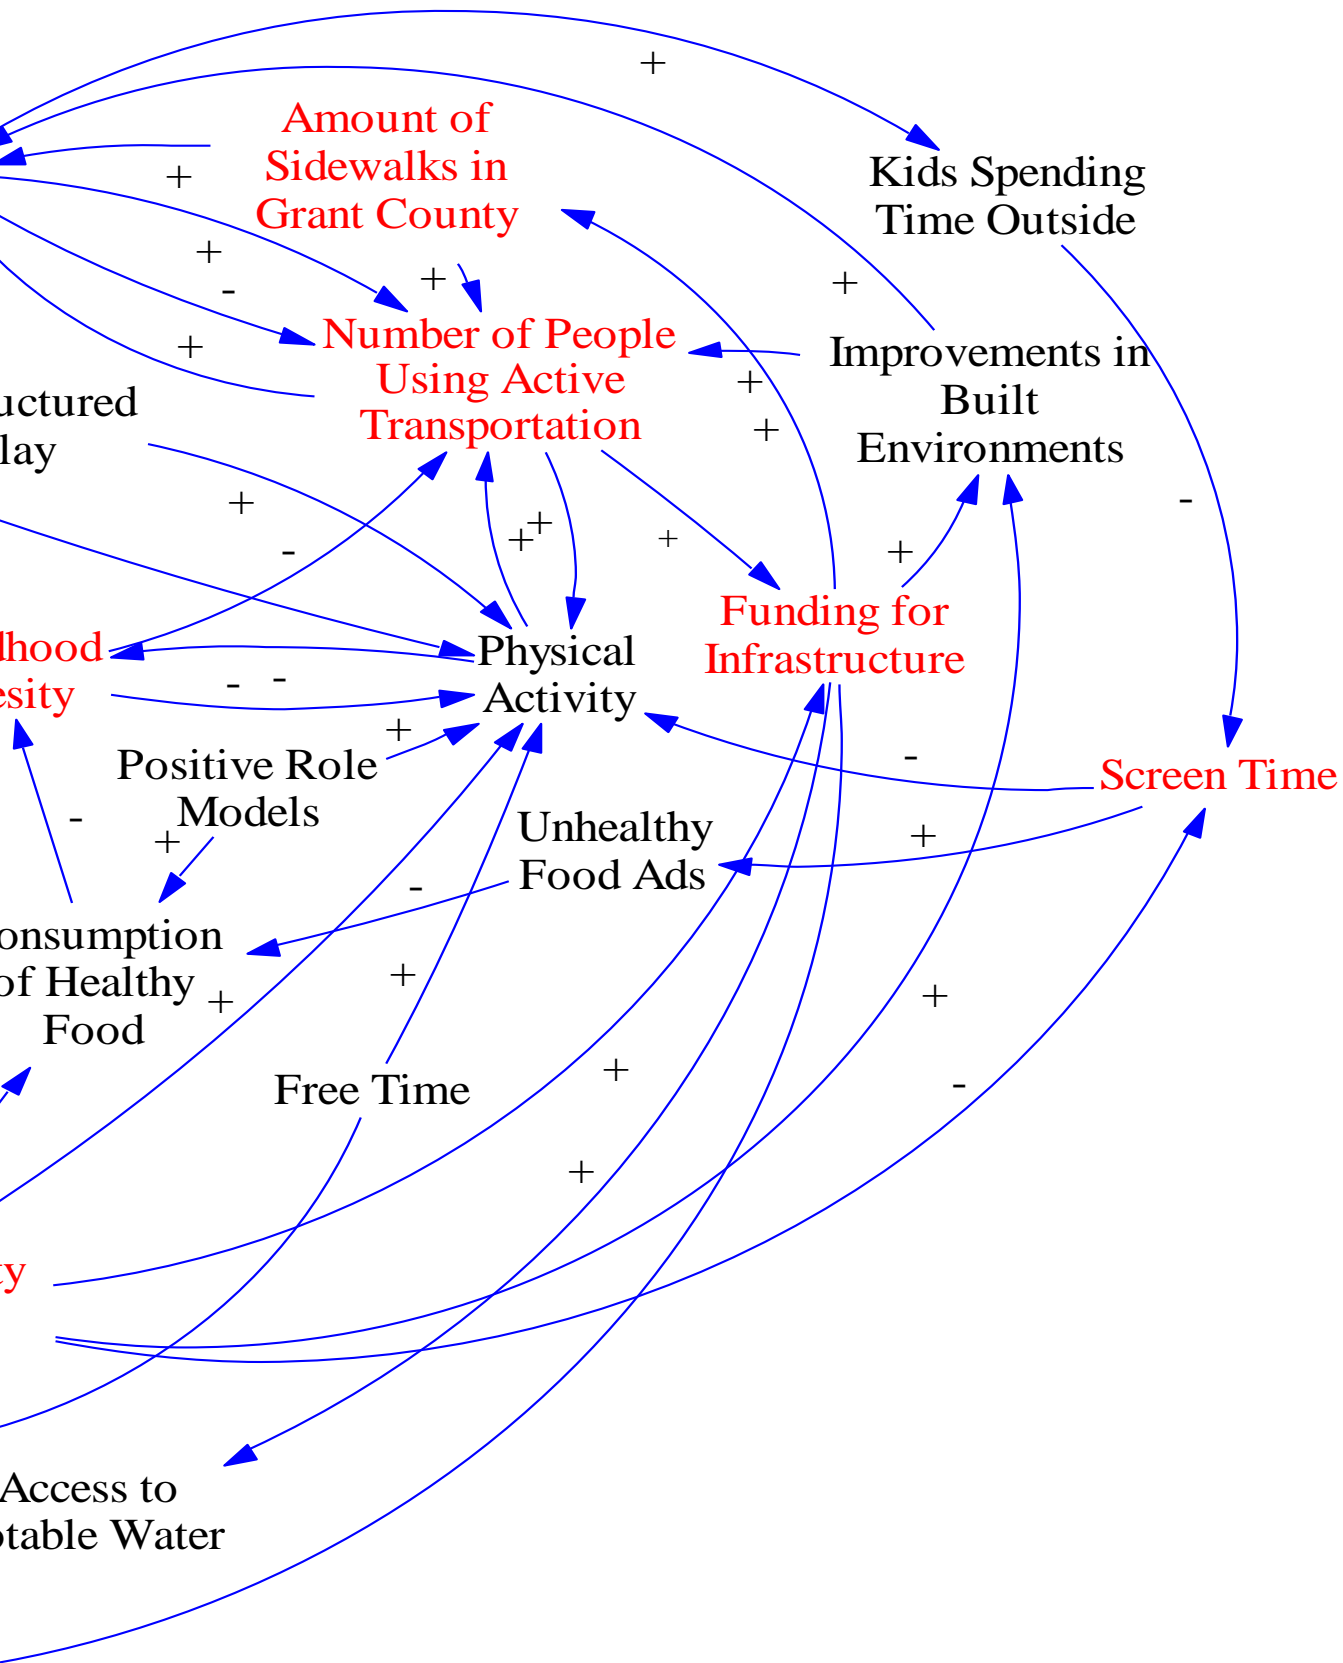 Amount of
Sidewalks in
Grant County
Kids Spending
Time Outside
Number of People
Using Active
Transportation
Improvements in
Built
Environments
uctured
lay
Funding for
Infrastructure
dhood
esity
Physical
Activity
Positive Role
Models
Screen Time
Unhealthy
Food Ads
onsumption
of Healthy
Food
Free Time
ty
Access to
otable Water
+
+
+
-
+
+
+
+
+
+
-
+
+
+
+
-
-
-
+
-
+
-
+
-
+
+
+
+
-
+